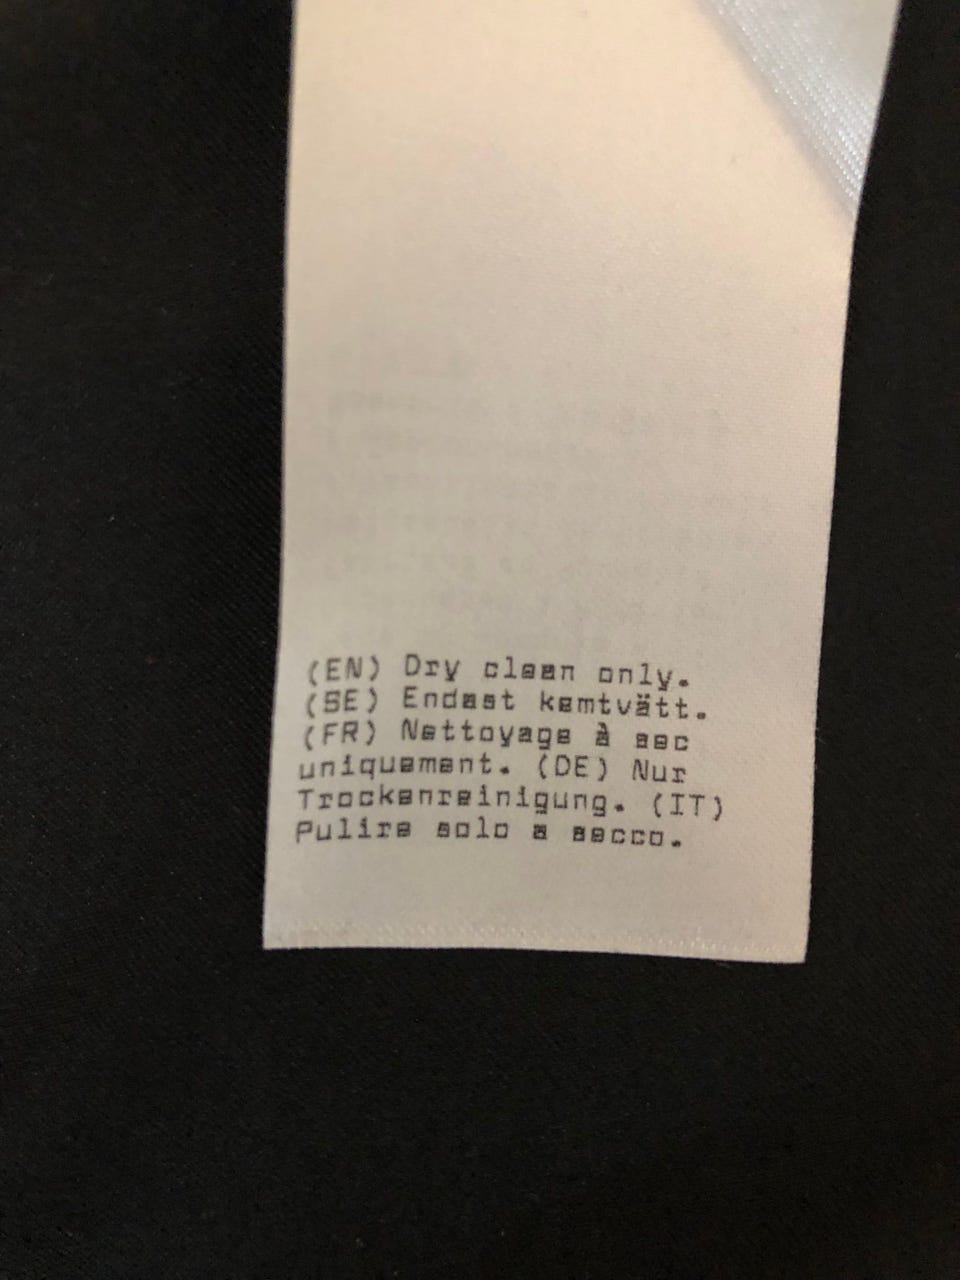 (EN) Dry clean only.
(SE) Endast kemtvätt.
(FR) Nettoyage à sec
uniquement. (DE) Nur
Trockenreinigung. (IT)
Pulire solo a secco.